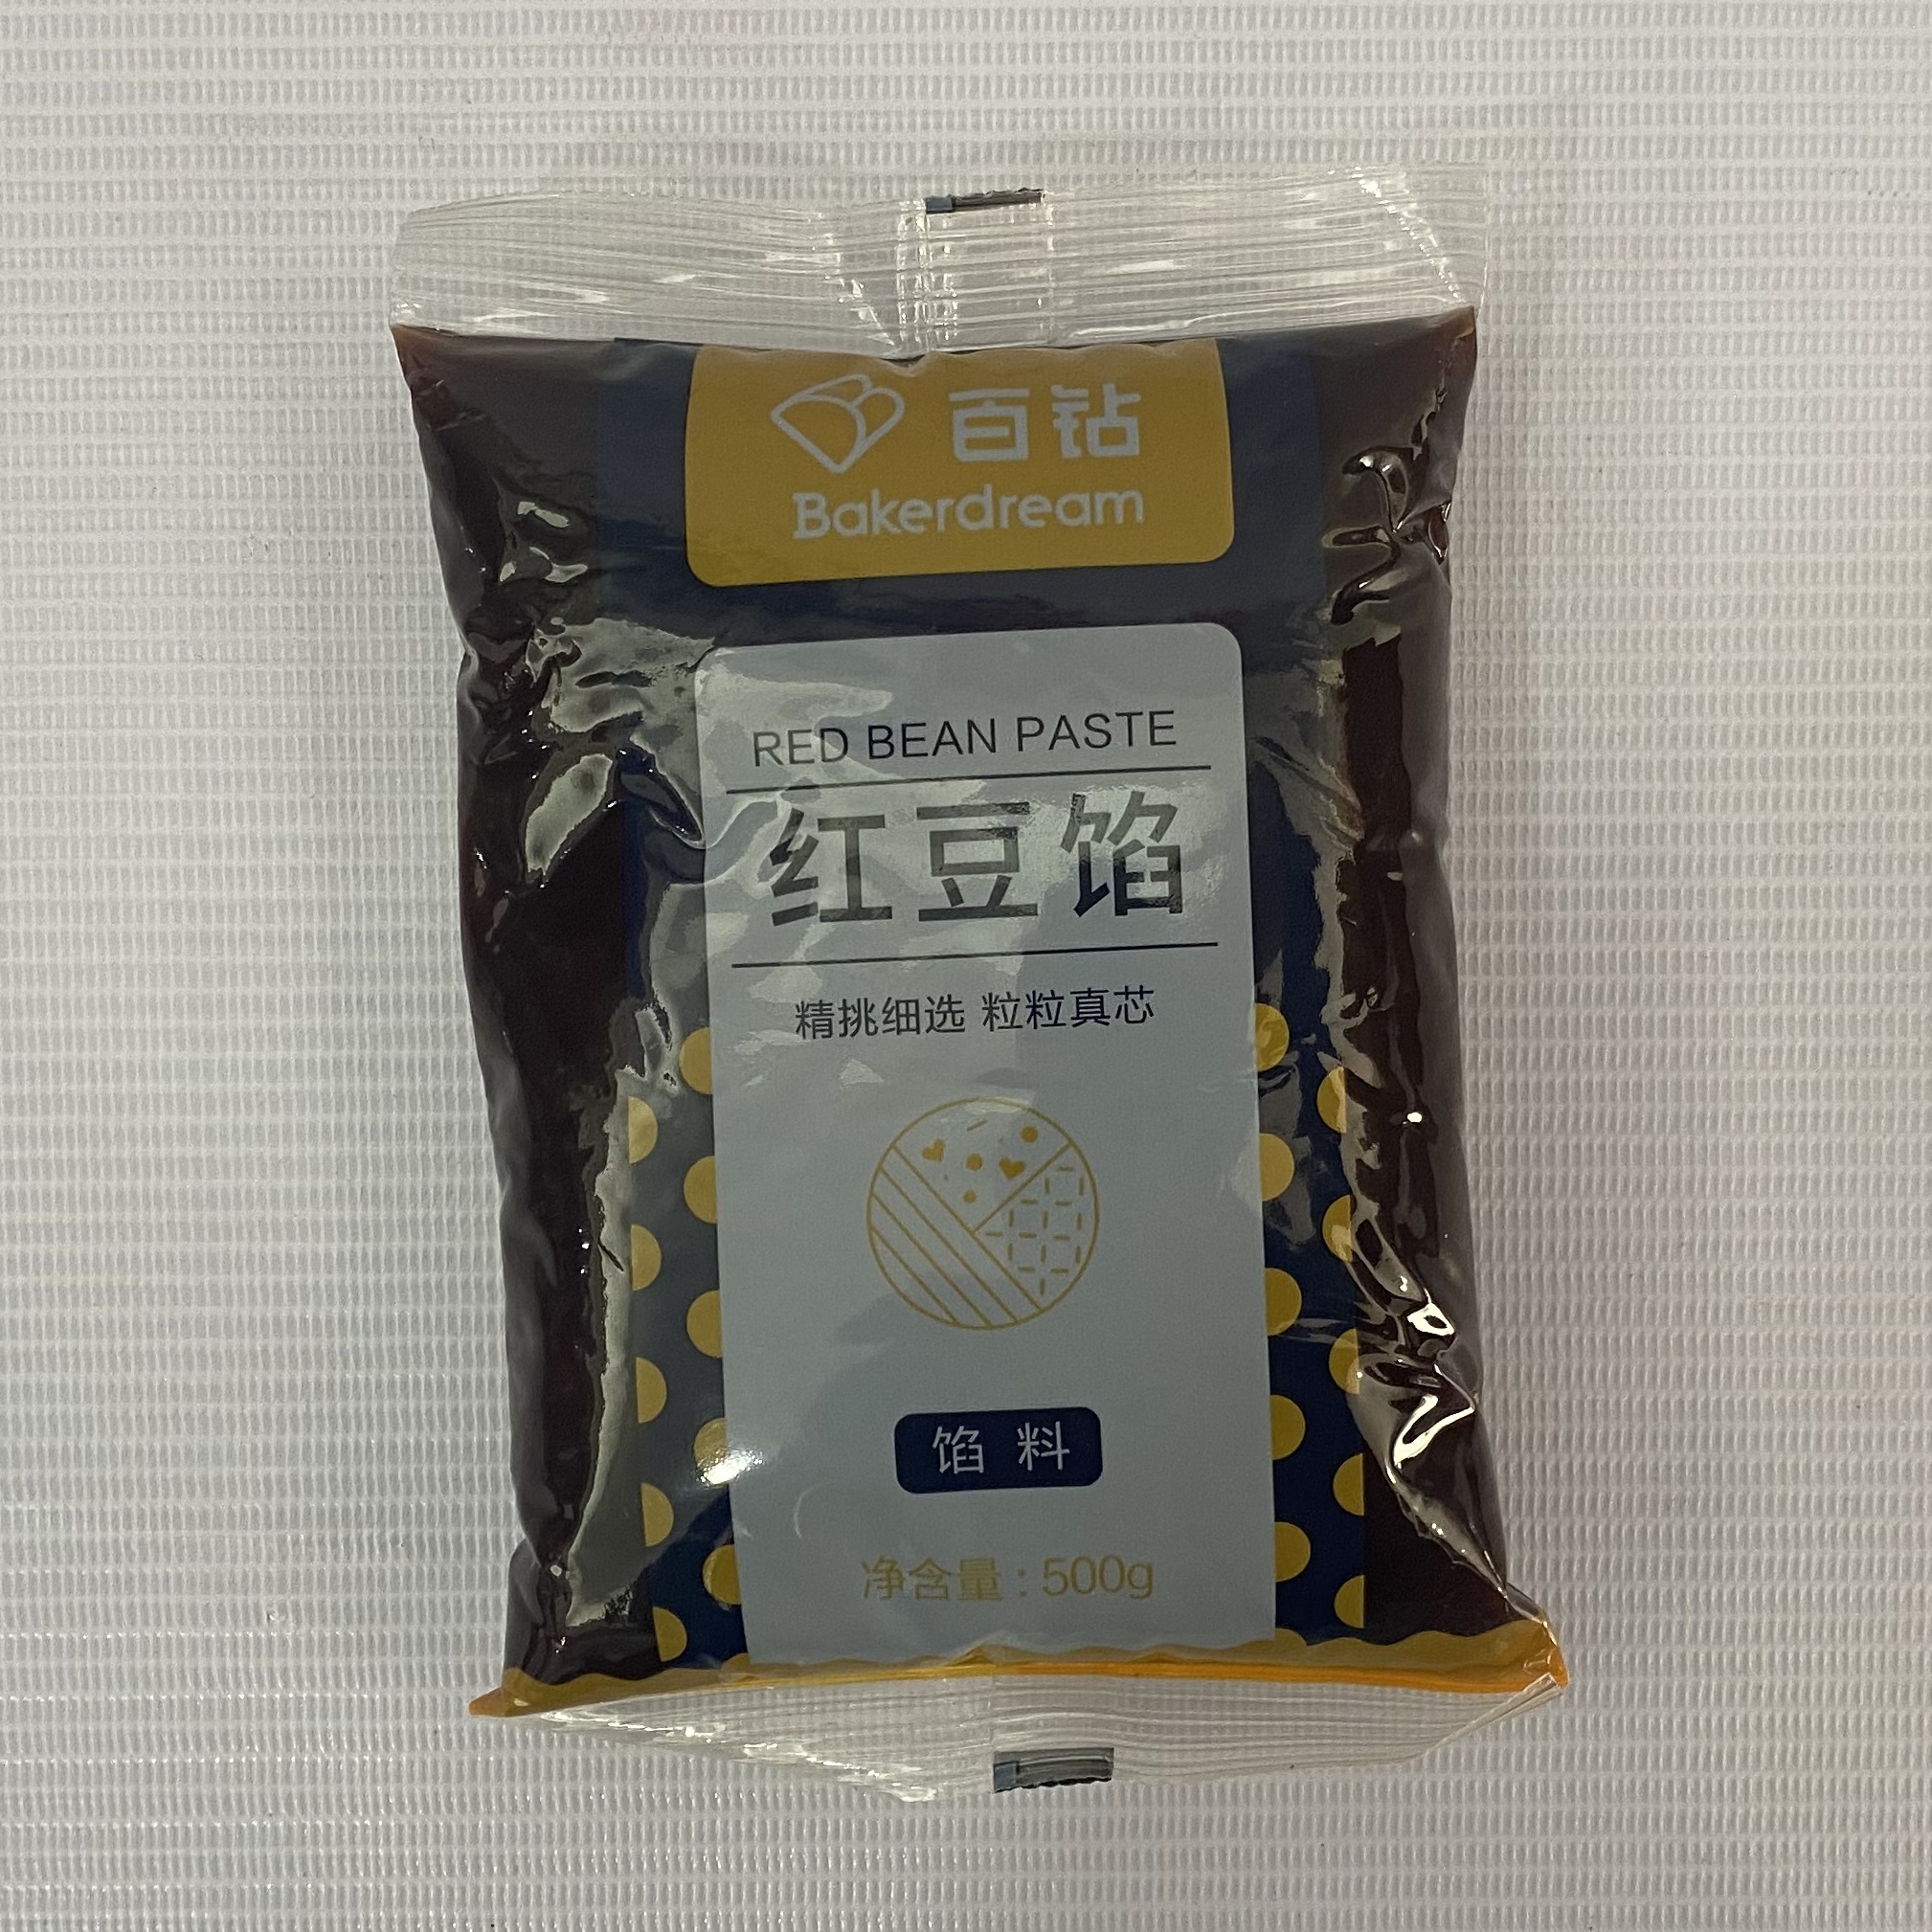 百钻
Bakerdream
RED BEAN PASTE
红豆馅
精挑细选 粒粒真芯
馅料
净含量：500g